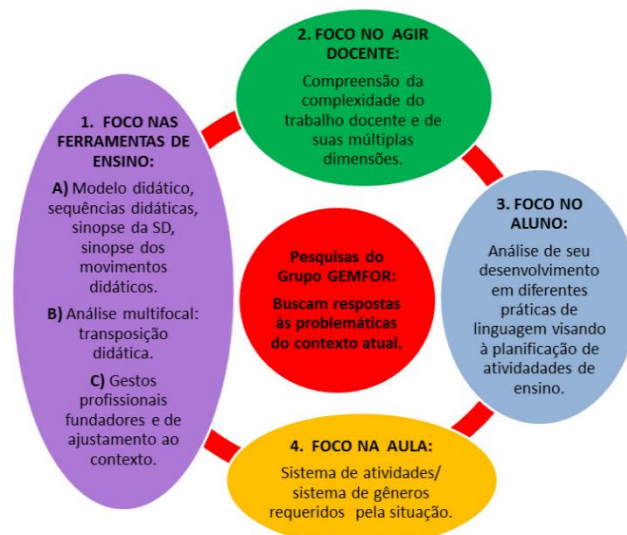 1. FOCO NAS
FERRAMENTAS DE
ENSINO:
A) Modelo didático,
sequências didáticas,
sinopse da SD,
sinopse dos
movimentos
didáticos.
B) Análise multifocal:
transposição
didática.
C) Gestos
profissionais
fundadores e de
ajustamento ao
contexto.
2. FOCO NO AGIR
DOCENTE:
Compreensão da
complexidade do
trabalho docente e de
suas múltiplas
dimensões.
3. FOCO NO
ALUNO:
Análise de seu
desenvolvimento
em diferentes
práticas de
linguagem visando
à planificação de
atividadades de
ensino.
4. FOCO NA AULA:
Sistema de atividades/
sistema de gêneros
requeridos pela situação.
Pesquisas do
Grupo GEMFOR:
Buscam respostas
às problemáticas
do contexto atual.